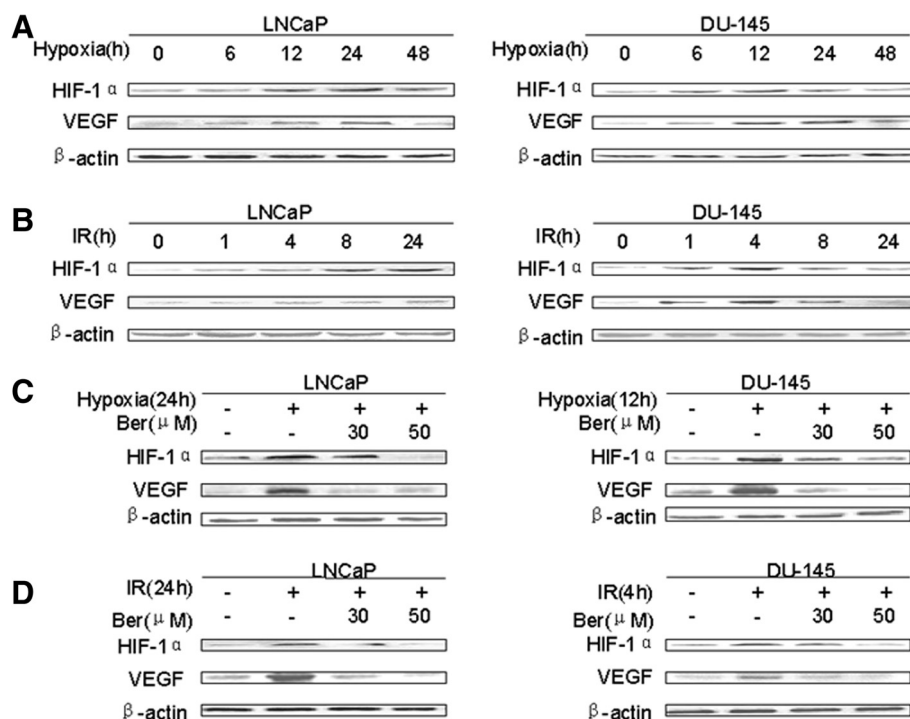 A
LNCaP
DU-145
Hypoxia(h) 0 6 12 24 48
Hypoxia(h) 0 6 12 24 48
HIF-1 α
HIF-1 α
VEGF
VEGF
β-actin
β-actin
B
LNCaP
DU-145
IR(h) 0 1 4 8 24
IR(h) 0 1 4 8 24
HIF-1 α
HIF-1 α
VEGF
VEGF
β-actin
β-actin
C
LNCaP
DU-145
Hypoxia(24h) - + + +
Hypoxia(12h) - + + +
Ber(μM) - - 30 50
Ber(μM) - - 30 50
HIF-1 α
HIF-1 α
VEGF
VEGF
β-actin
β-actin
D
LNCaP
DU-145
IR(24h) - + + +
IR(4h) - + + +
Ber(μM) - - 30 50
Ber(μM) - - 30 50
HIF-1 α
HIF-1 α
VEGF
VEGF
β-actin
β-actin